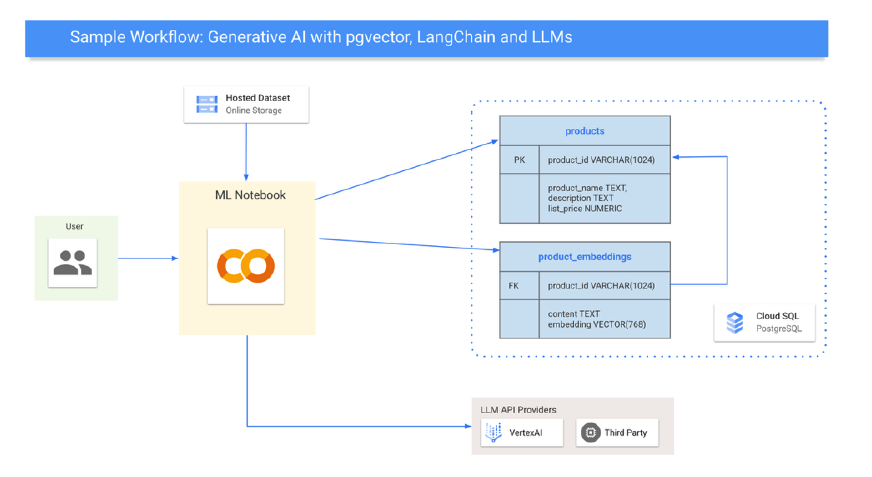 Sample Workflow: Generative AI with pgvector, LangChain and LLMs
Hosted Dataset
Online Storage
ML Notebook
User
products
PK product_id VARCHAR(1024)
product_name TEXT,
description TEXT
list_price NUMERIC
product_embeddings
FK product_id VARCHAR(1024)
content TEXT
embedding VECTOR(768)
Cloud SQL
PostgreSQL
LLM API Providers
VertexAI
Third Party